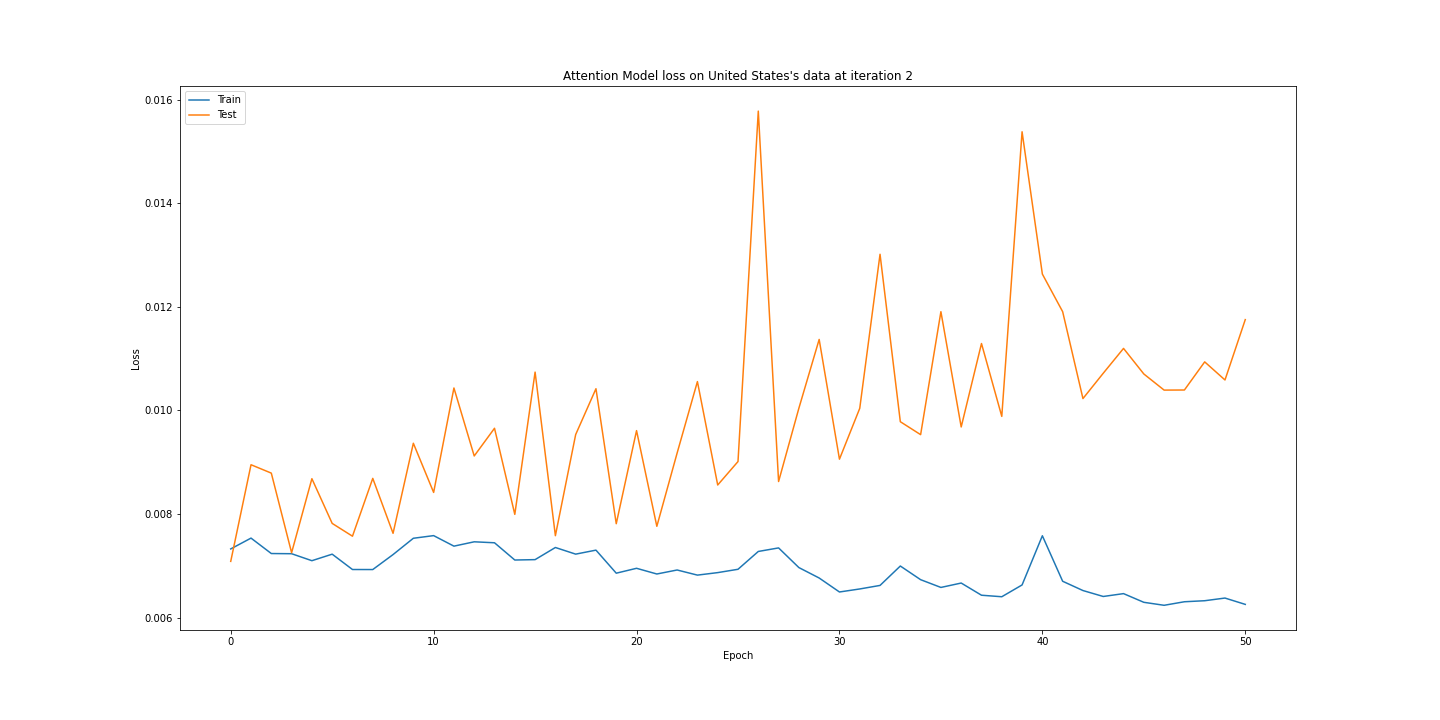 Attention Model loss on United States's data at iteration 2
Train
Test
0.016
0.014
0.012
0.010
0.008
0.006
Loss
0
10
20
30
40
50
Epoch